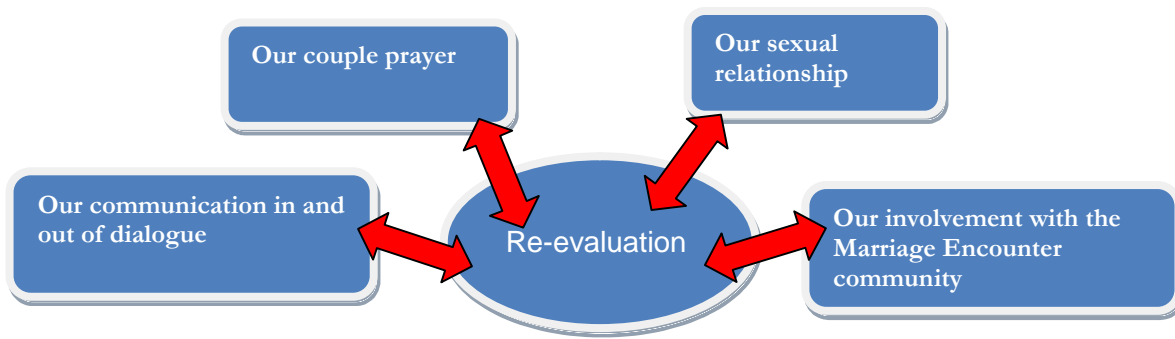 Our couple prayer
Our sexual
relationship
Our communication in and
out of dialogue
Re-evaluation
Our involvement with the
Marriage Encounter
community